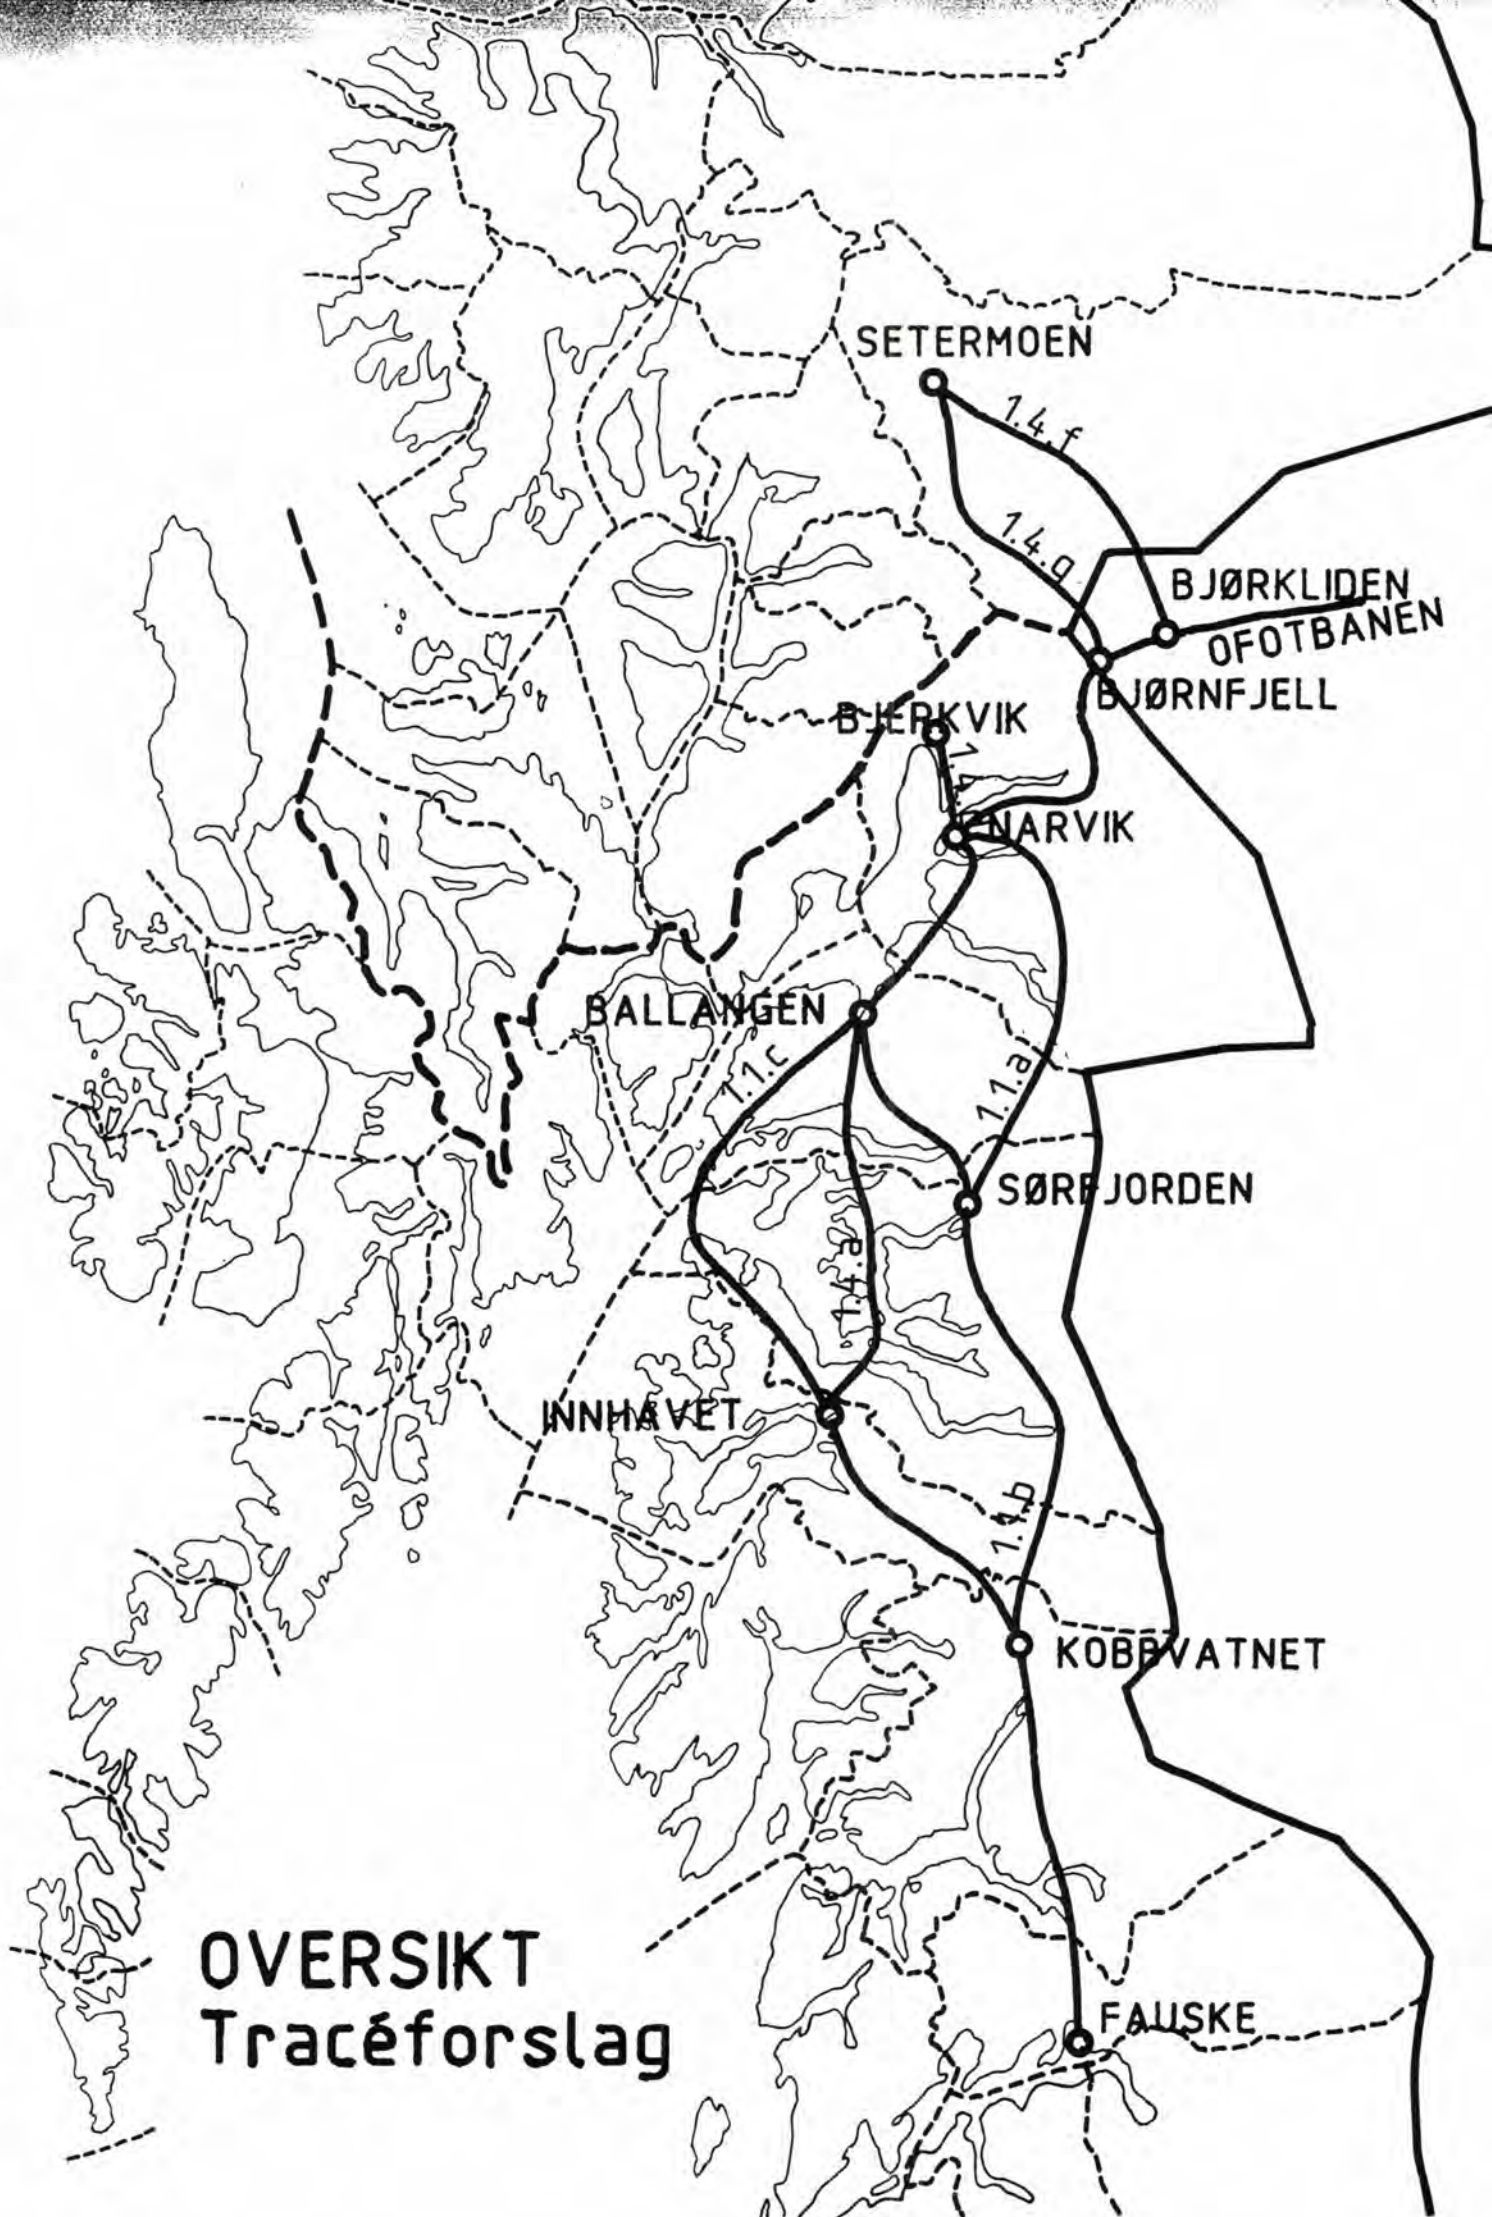 SETERMOEN
1.4.f
1.4.g
BJØRKLIDEN
OFOTBANEN
BJØRNFJELL
BJERKVIK
NARVIK
BALLANGEN
1.1.c
1.1.a
SØRFJORDEN
1.4.a
INNHAVET
1.1.b
KOBBVATNET
OVERSIKT
Tracéforslag
FAUSKE